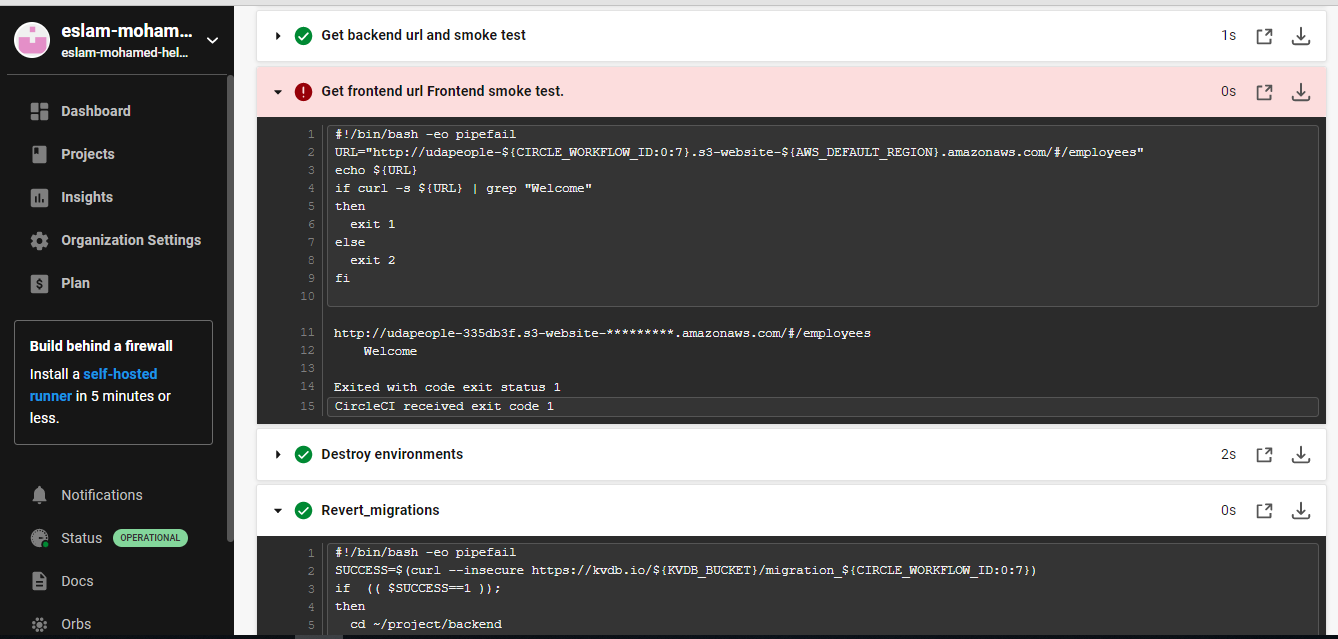 eslam-moham...
eslam-mohamed-hel...
Dashboard
Projects
Insights
Organization Settings
Plan
Build behind a firewall
Install a self-hosted
runner in 5 minutes or
less.
Notifications
Status OPERATIONAL
Docs
Orbs
Get backend url and smoke test 1s
Get frontend url Frontend smoke test. 0s
1 #!/bin/bash -eo pipefail
2 URL="http://udapeople-${CIRCLE_WORKFLOW_ID:0:7}.s3-website-${AWS_DEFAULT_REGION}.amazonaws.com/#/employees"
3 echo ${URL}
4 if curl -s ${URL} | grep "Welcome"
5 then
6 exit 1
7 else
8 exit 2
9 fi
10
11 http://udapeople-335db3f.s3-website-*********.amazonaws.com/#/employees
12 Welcome
13
14 Exited with code exit status 1
15 CircleCI received exit code 1
Destroy environments 2s
Revert_migrations 0s
1 #!/bin/bash -eo pipefail
2 SUCCESS=$(curl --insecure https://kvdb.io/${KVDB_BUCKET}/migration_${CIRCLE_WORKFLOW_ID:0:7})
3 if (( $SUCCESS==1 ));
4 then
5 cd ~/project/backend